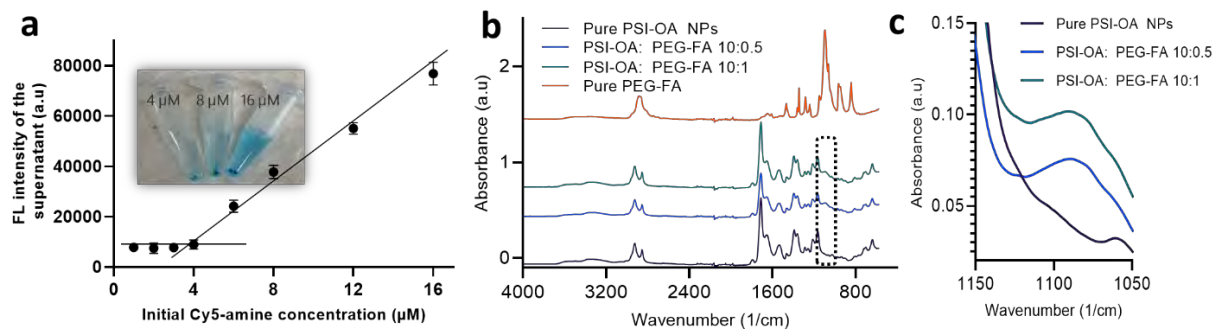 a
FL intensity of the
supernatant (a.u)
80000
60000
40000
20000
0
4 µM
8 µM
16 µM
0 2 4 6 8 10 12 14 16
Initial Cy5-amine concentration (µM)
b
Pure PSI-OA NPs
PSI-OA: PEG-FA 10:0.5
PSI-OA: PEG-FA 10:1
Pure PEG-FA
Absorbance (a.u)
2
1
0
4000 3200 2400 1600 800
Wavenumber (1/cm)
c
Pure PSI-OA NPs
PSI-OA: PEG-FA 10:0.5
PSI-OA: PEG-FA 10:1
Absorbance (a.u)
0.15
0.10
0.05
1150 1100 1050
Wavenumber (1/cm)